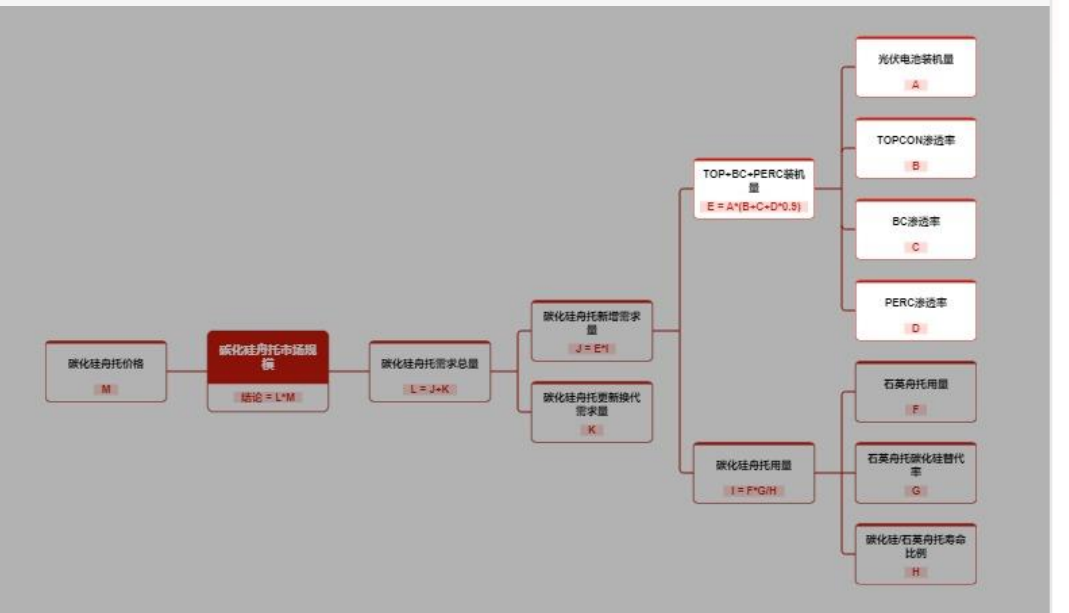 光伏电池装机量
A
TOPCON渗透率
B
TOP+BC+PERC装机
量
E = A*(B+C+D*0.9)
BC渗透率
C
PERC渗透率
D
碳化硅舟托新增需求
量
J = E*I
碳化硅舟托价格
M
碳化硅舟托市场规
模
结论 = L*M
碳化硅舟托需求总量
L = J+K
碳化硅舟托更新换代
需求量
K
石英舟托用量
F
碳化硅舟托用量
I = F*G/H
石英舟托碳化硅替代
率
G
碳化硅/石英舟托寿命
比例
H